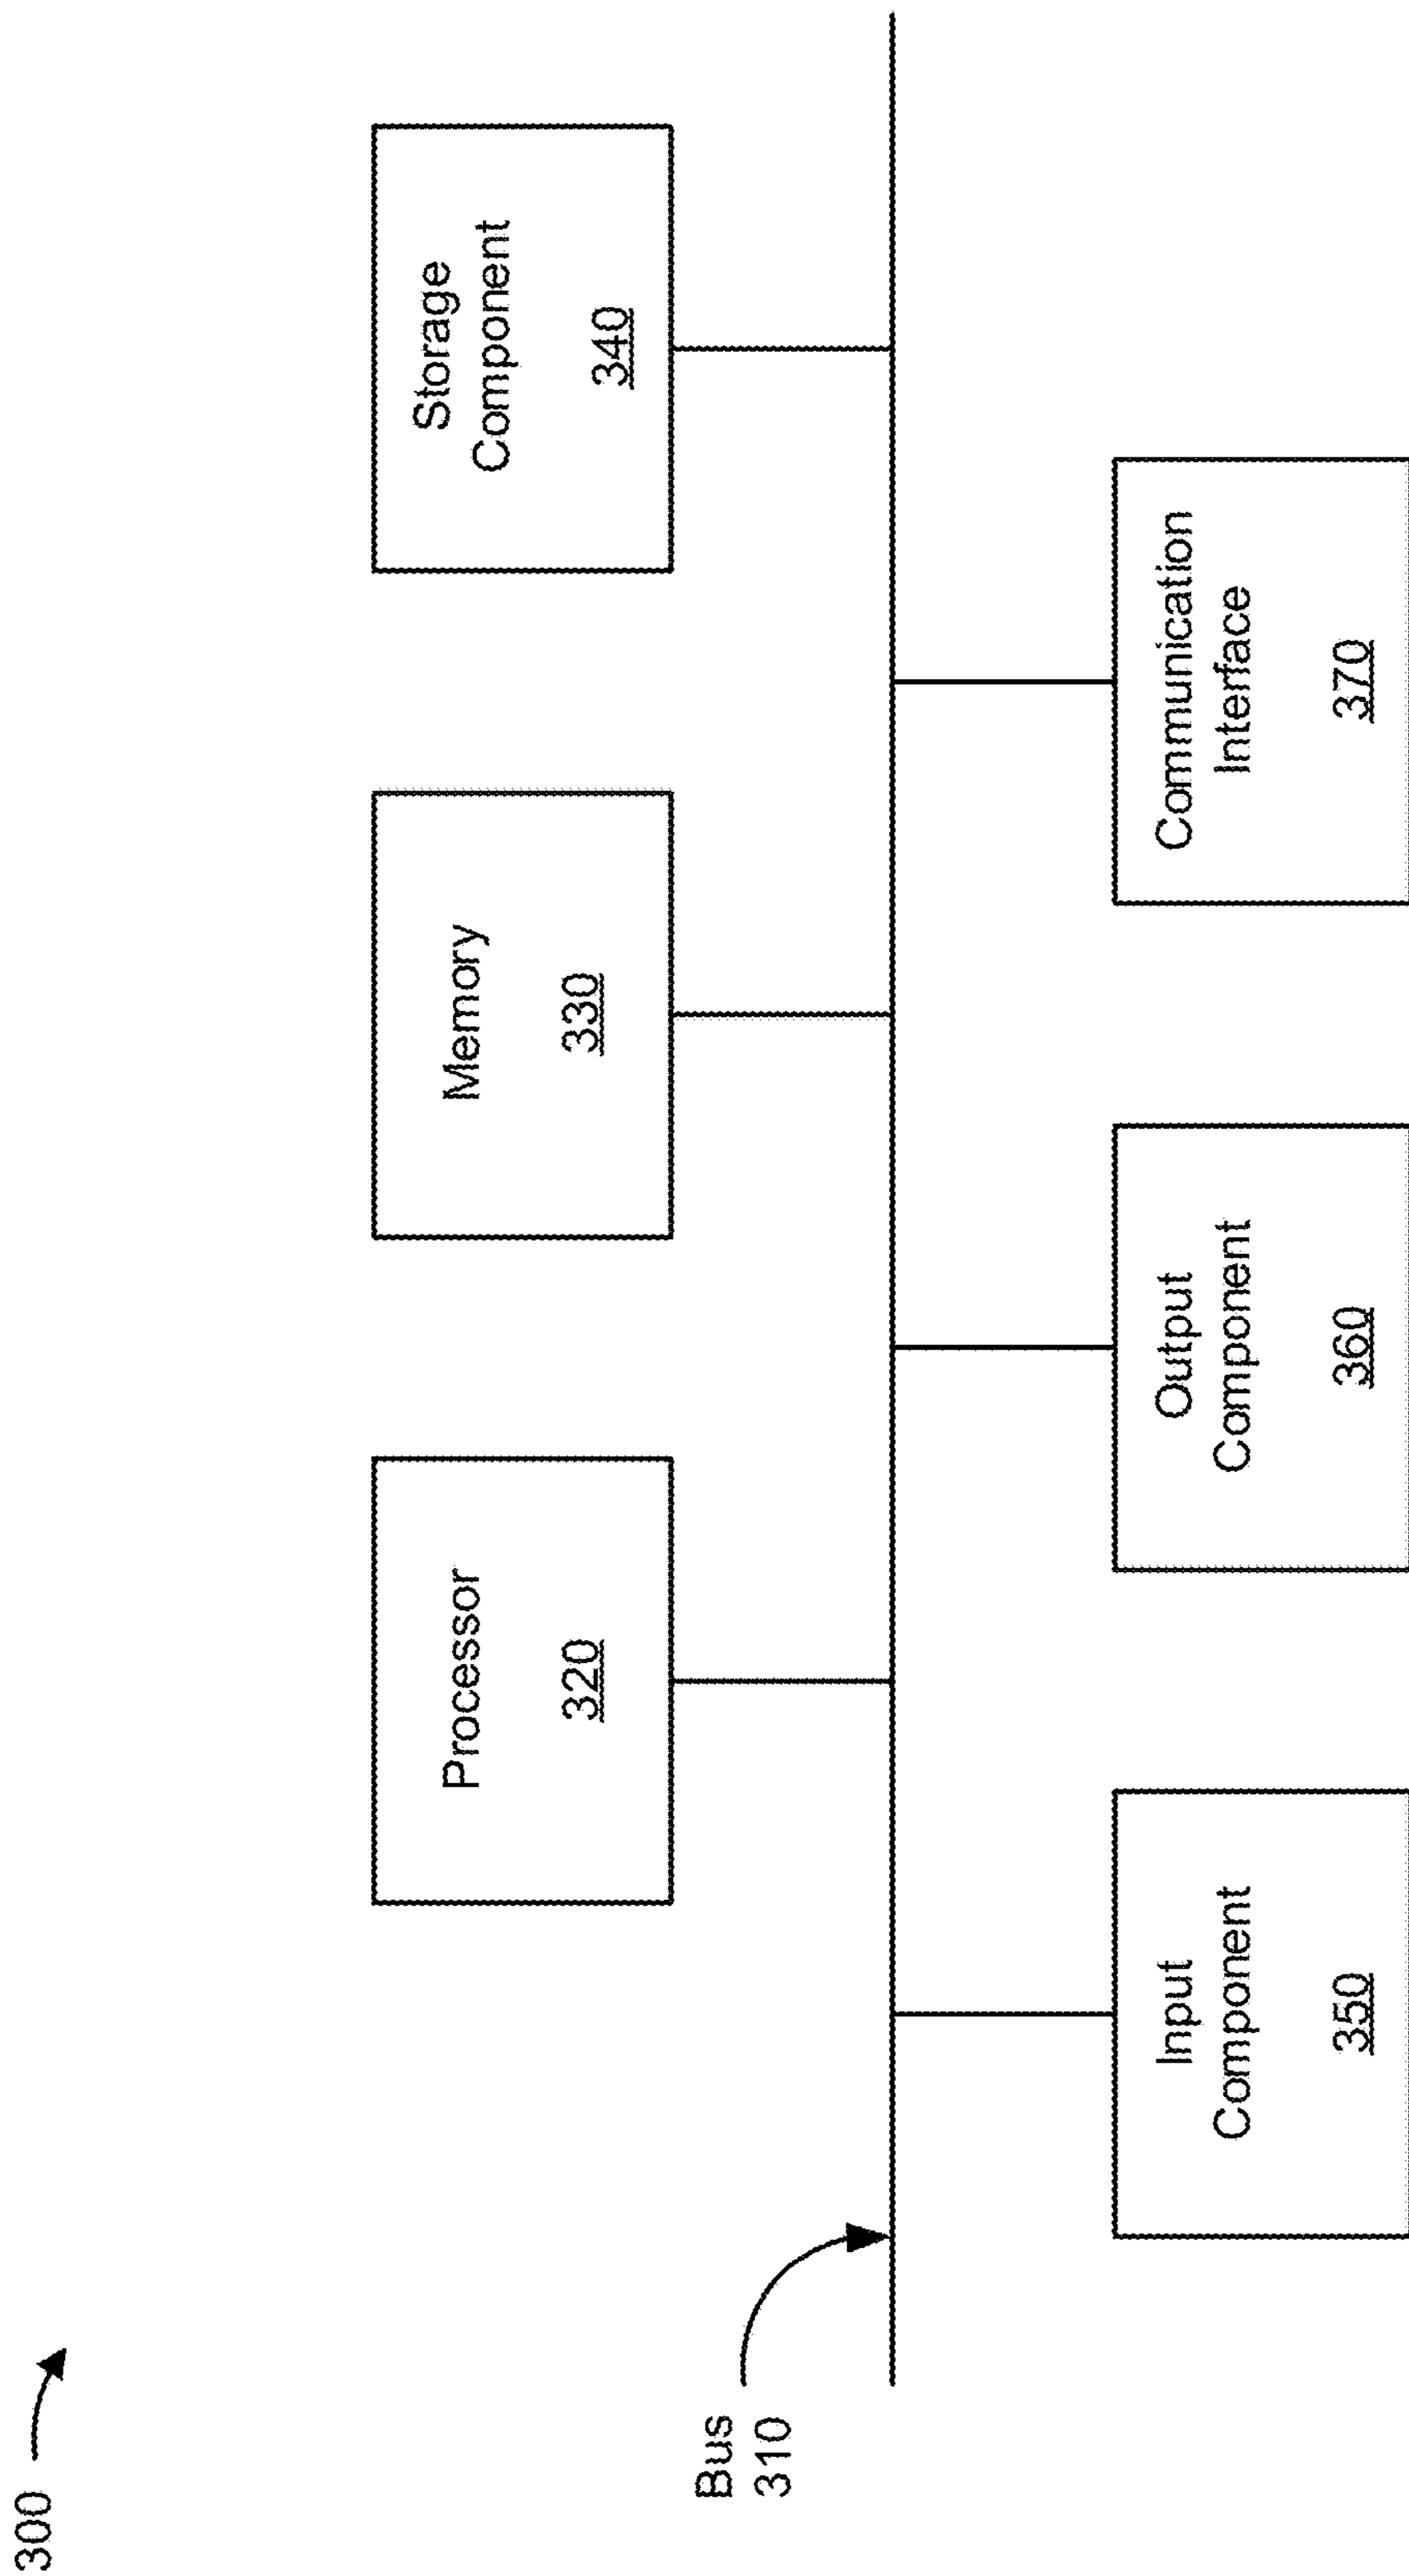 300
Processor
320
Memory
330
Storage
Component
340
Bus
310
Input
Component
350
Output
Component
360
Communication
Interface
370